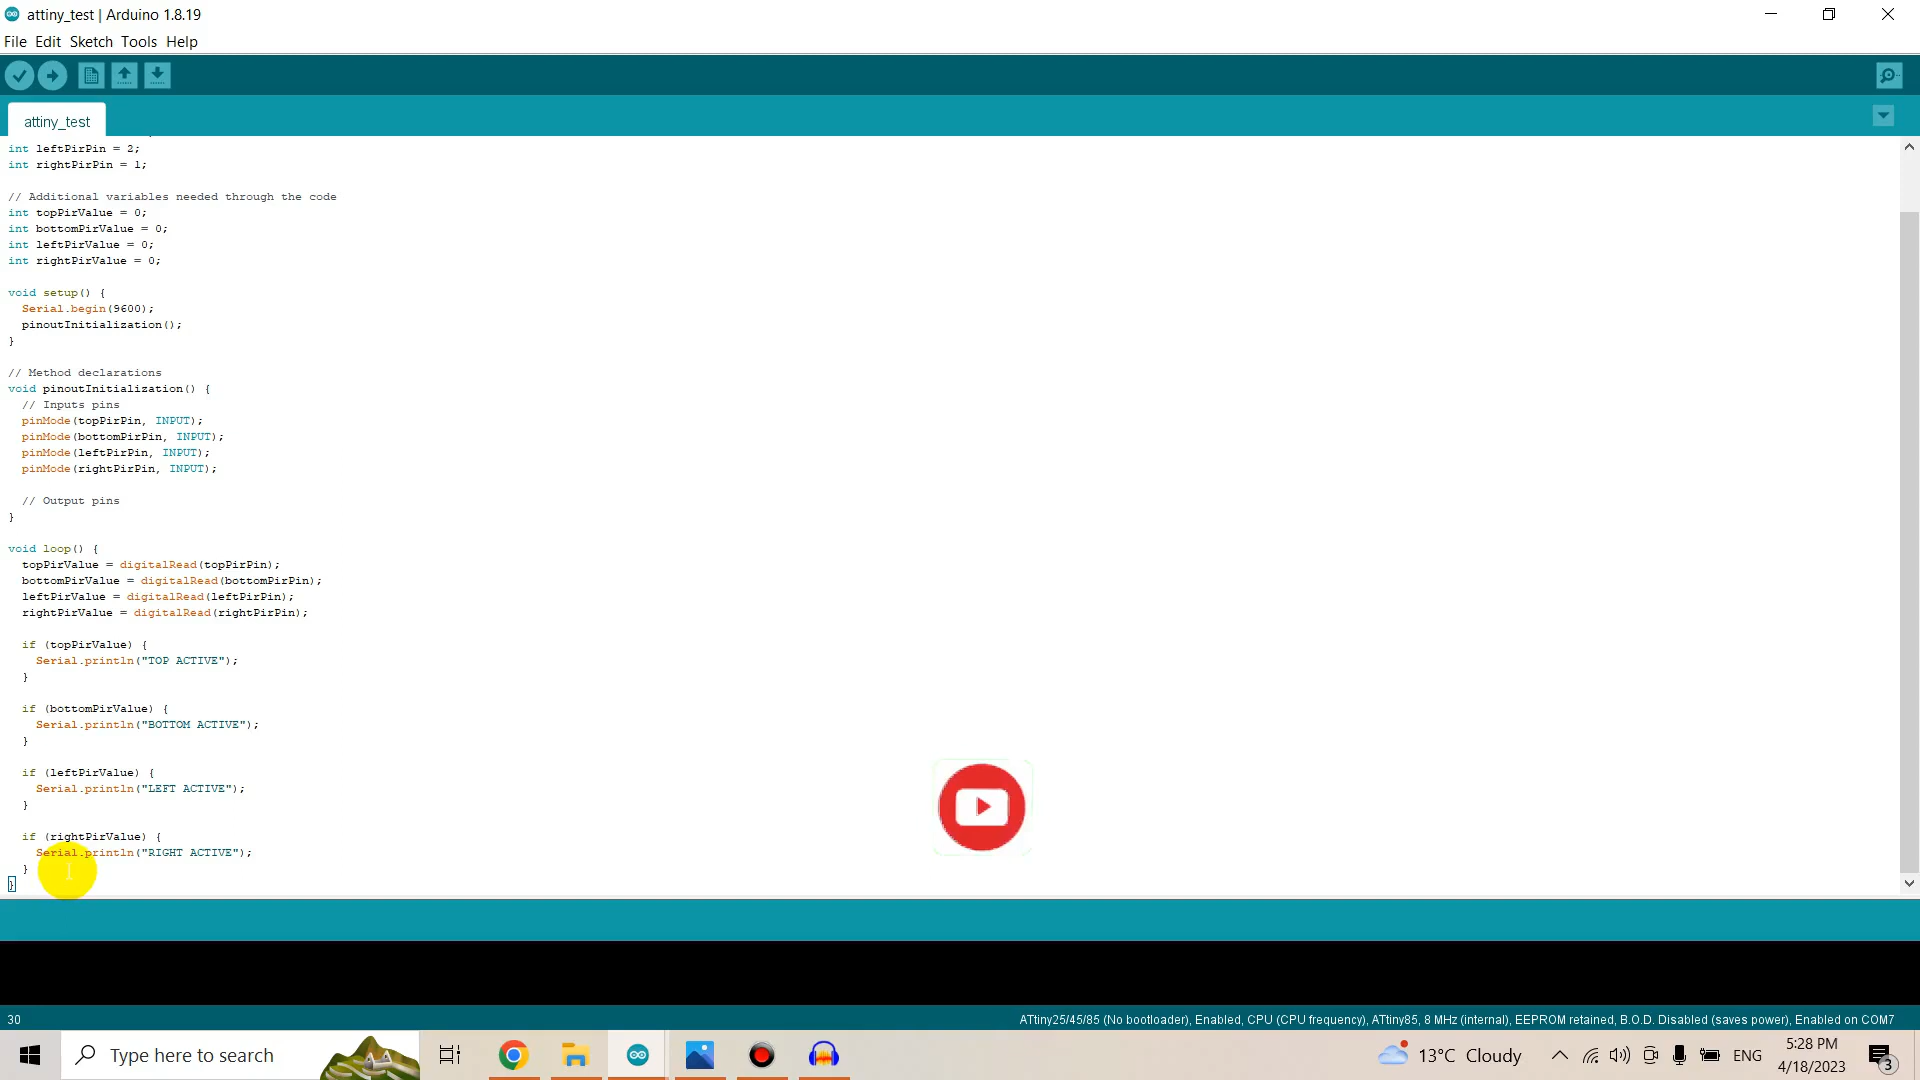 attiny_test | Arduino 1.8.19
File Edit Sketch Tools Help
attiny_test
int leftPirPin = 2;
int rightPirPin = 1;
// Additional variables needed through the code
int topPirValue = 0;
int bottomPirValue = 0;
int leftPirValue = 0;
int rightPirValue = 0;
void setup() {
Serial.begin(9600);
pinoutInitialization();
}
// Method declarations
void pinoutInitialization() {
// Inputs pins
pinMode(topPirPin, INPUT);
pinMode(bottomPirPin, INPUT);
pinMode(leftPirPin, INPUT);
pinMode(rightPirPin, INPUT);
// Output pins
}
void loop() {
topPirValue = digitalRead(topPirPin);
bottomPirValue = digitalRead(bottomPirPin);
leftPirValue = digitalRead(leftPirPin);
rightPirValue = digitalRead(rightPirPin);
if (topPirValue) {
Serial.println("TOP ACTIVE");
}
if (bottomPirValue) {
Serial.println("BOTTOM ACTIVE");
}
if (leftPirValue) {
Serial.println("LEFT ACTIVE");
}
if (rightPirValue) {
Serial.println("RIGHT ACTIVE");
}
}
30
ATtiny25/45/85 (No bootloader), Enabled, CPU (CPU frequency), ATtiny85, 8 MHz (internal), EEPROM retained, B.O.D. Disabled (saves power), Enabled on COM7
Type here to search
13°C Cloudy
ENG
5:28 PM
4/18/2023
3